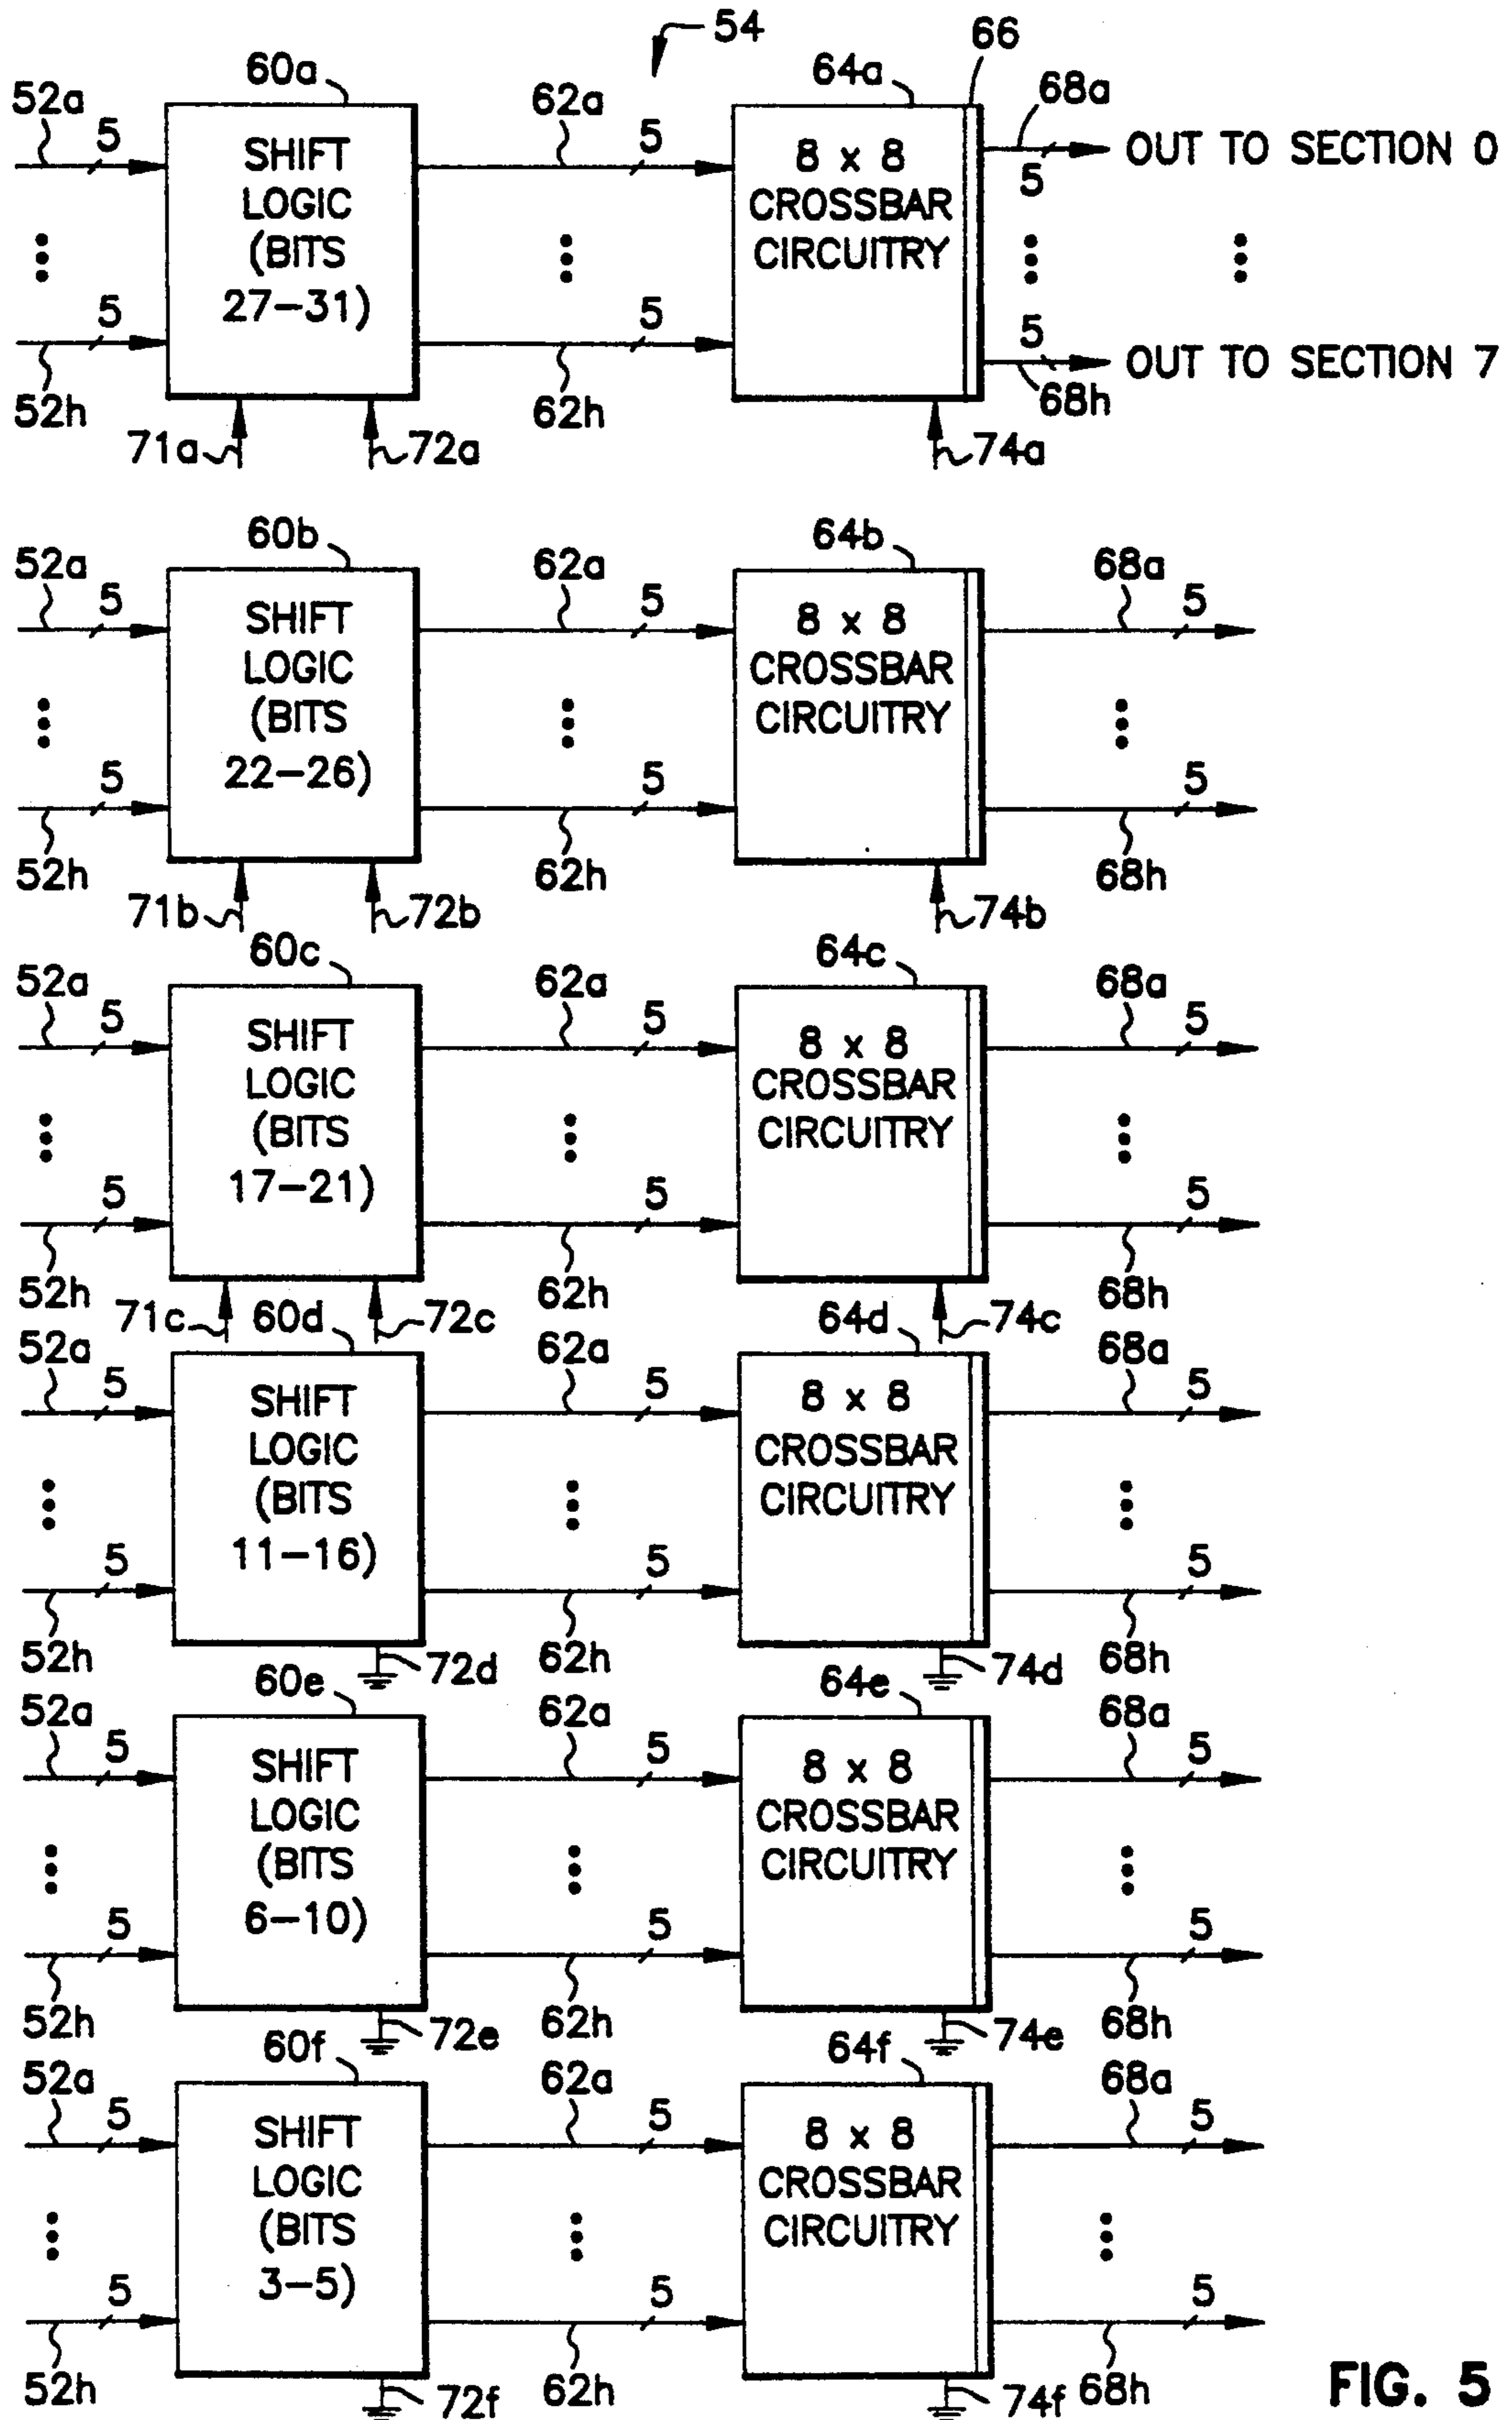 54
60a 64a 66
52a 62a 68a
5 5 5
SHIFT
LOGIC
(BITS
27-31)
8 x 8
CROSSBAR
CIRCUITRY
OUT TO SECTION 0
5 5 5
OUT TO SECTION 7
52h 62h 68h
71a 72a 74a
60b 64b
52a 62a 68a
5 5 5
SHIFT
LOGIC
(BITS
22-26)
8 x 8
CROSSBAR
CIRCUITRY
5 5 5
52h 62h 68h
71b 72b 74b
60c 64c
52a 62a 68a
5 5 5
SHIFT
LOGIC
(BITS
17-21)
8 x 8
CROSSBAR
CIRCUITRY
5 5 5
52h 62h 68h
71c 72c 74c
60d 64d
52a 62a 68a
5 5 5
SHIFT
LOGIC
(BITS
11-16)
8 x 8
CROSSBAR
CIRCUITRY
5 5 5
52h 62h 68h
72d 74d
60e 64e
52a 62a 68a
5 5 5
SHIFT
LOGIC
(BITS
6-10)
8 x 8
CROSSBAR
CIRCUITRY
5 5 5
52h 62h 68h
72e 74e
60f 64f
52a 62a 68a
5 5 5
SHIFT
LOGIC
(BITS
3-5)
8 x 8
CROSSBAR
CIRCUITRY
5 5 5
52h 62h 68h
72f 74f
FIG. 5